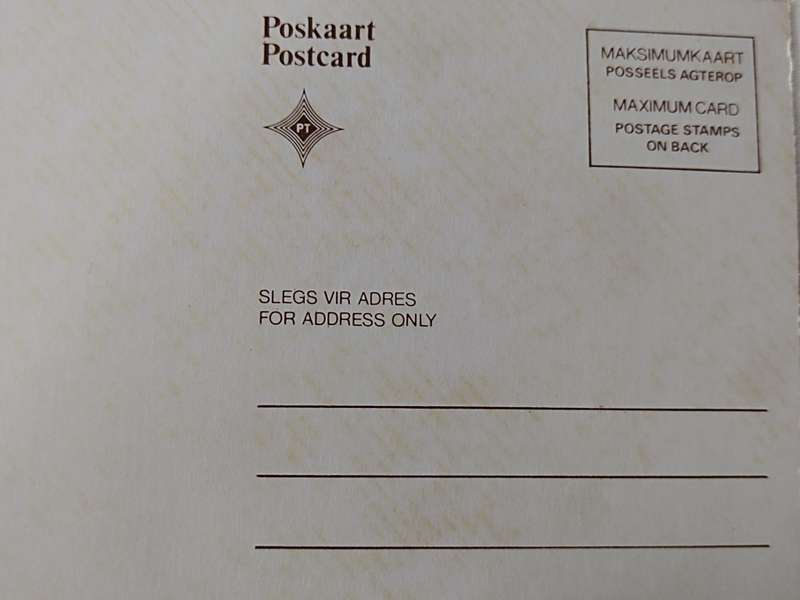 Poskaart
Postcard
PT
MAKSIMUMKAART
POSSEELS AGTEROP
MAXIMUM CARD
POSTAGE STAMPS
ON BACK
SLEGS VIR ADRES
FOR ADDRESS ONLY